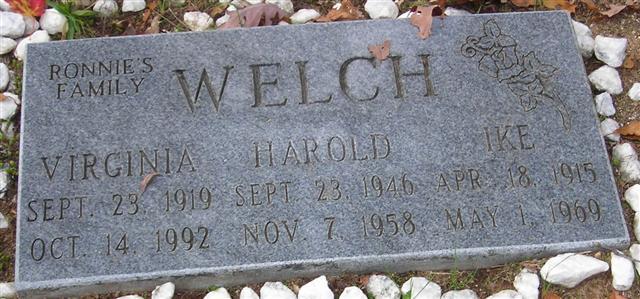 RONNIE'S
FAMILY
WELCH
VIRGINIA HAROLD IKE
SEPT. 23, 1919 SEPT. 23, 1946 APR. 18, 1915
OCT. 14, 1992 NOV. 7, 1958 MAY 1, 1969